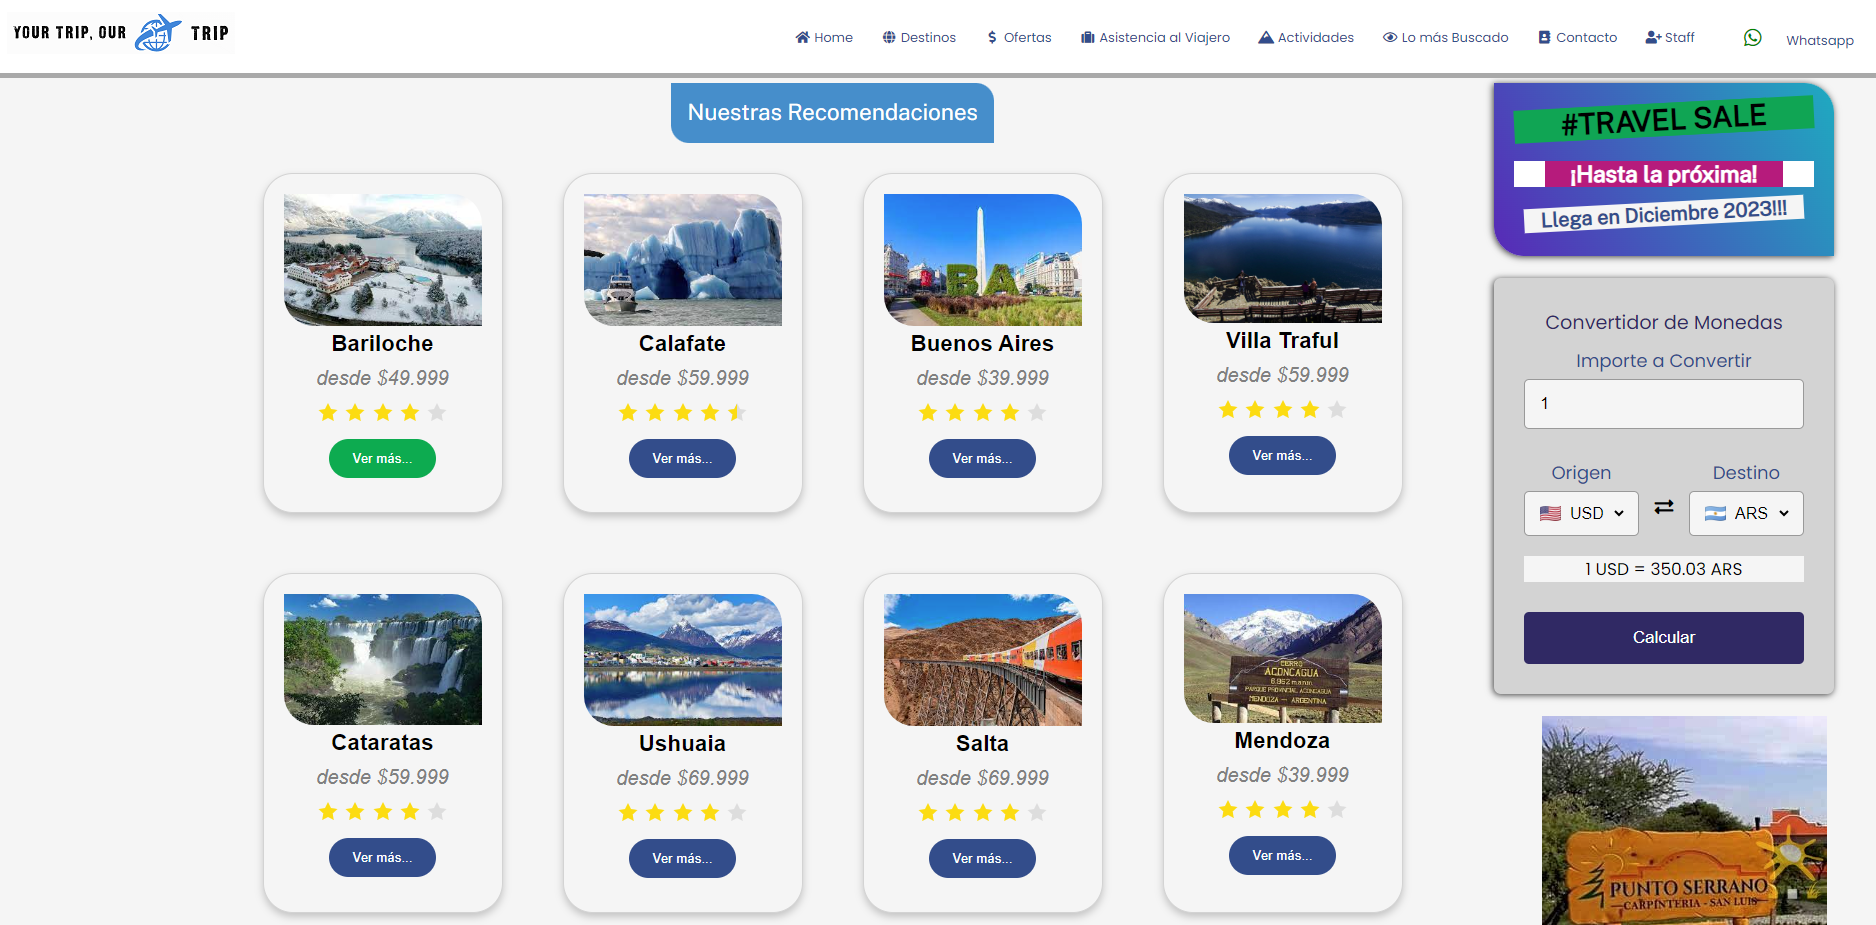 YOUR TRIP, OUR TRIP
Home
Destinos
Ofertas
Asistencia al Viajero
Actividades
Lo más Buscado
Contacto
Staff
Whatsapp
Nuestras Recomendaciones
Bariloche
desde $49.999
Ver más...
Calafate
desde $59.999
Ver más...
BA
Buenos Aires
desde $39.999
Ver más...
Villa Traful
desde $59.999
Ver más...
Cataratas
desde $59.999
Ver más...
Ushuaia
desde $69.999
Ver más...
Salta
desde $69.999
Ver más...
CERRO
ACONCAGUA
6.962 m.s.n.m
PARQUE PROVINCIAL ACONCAGUA
MENDOZA — ARGENTINA
Mendoza
desde $39.999
Ver más...
#TRAVEL SALE
¡Hasta la próxima!
Llega en Diciembre 2023!!!
Convertidor de Monedas
Importe a Convertir
1
Origen
Destino
USD
ARS
1 USD = 350.03 ARS
Calcular
PUNTO SERRANO
CARPINTERIA - SAN LUIS